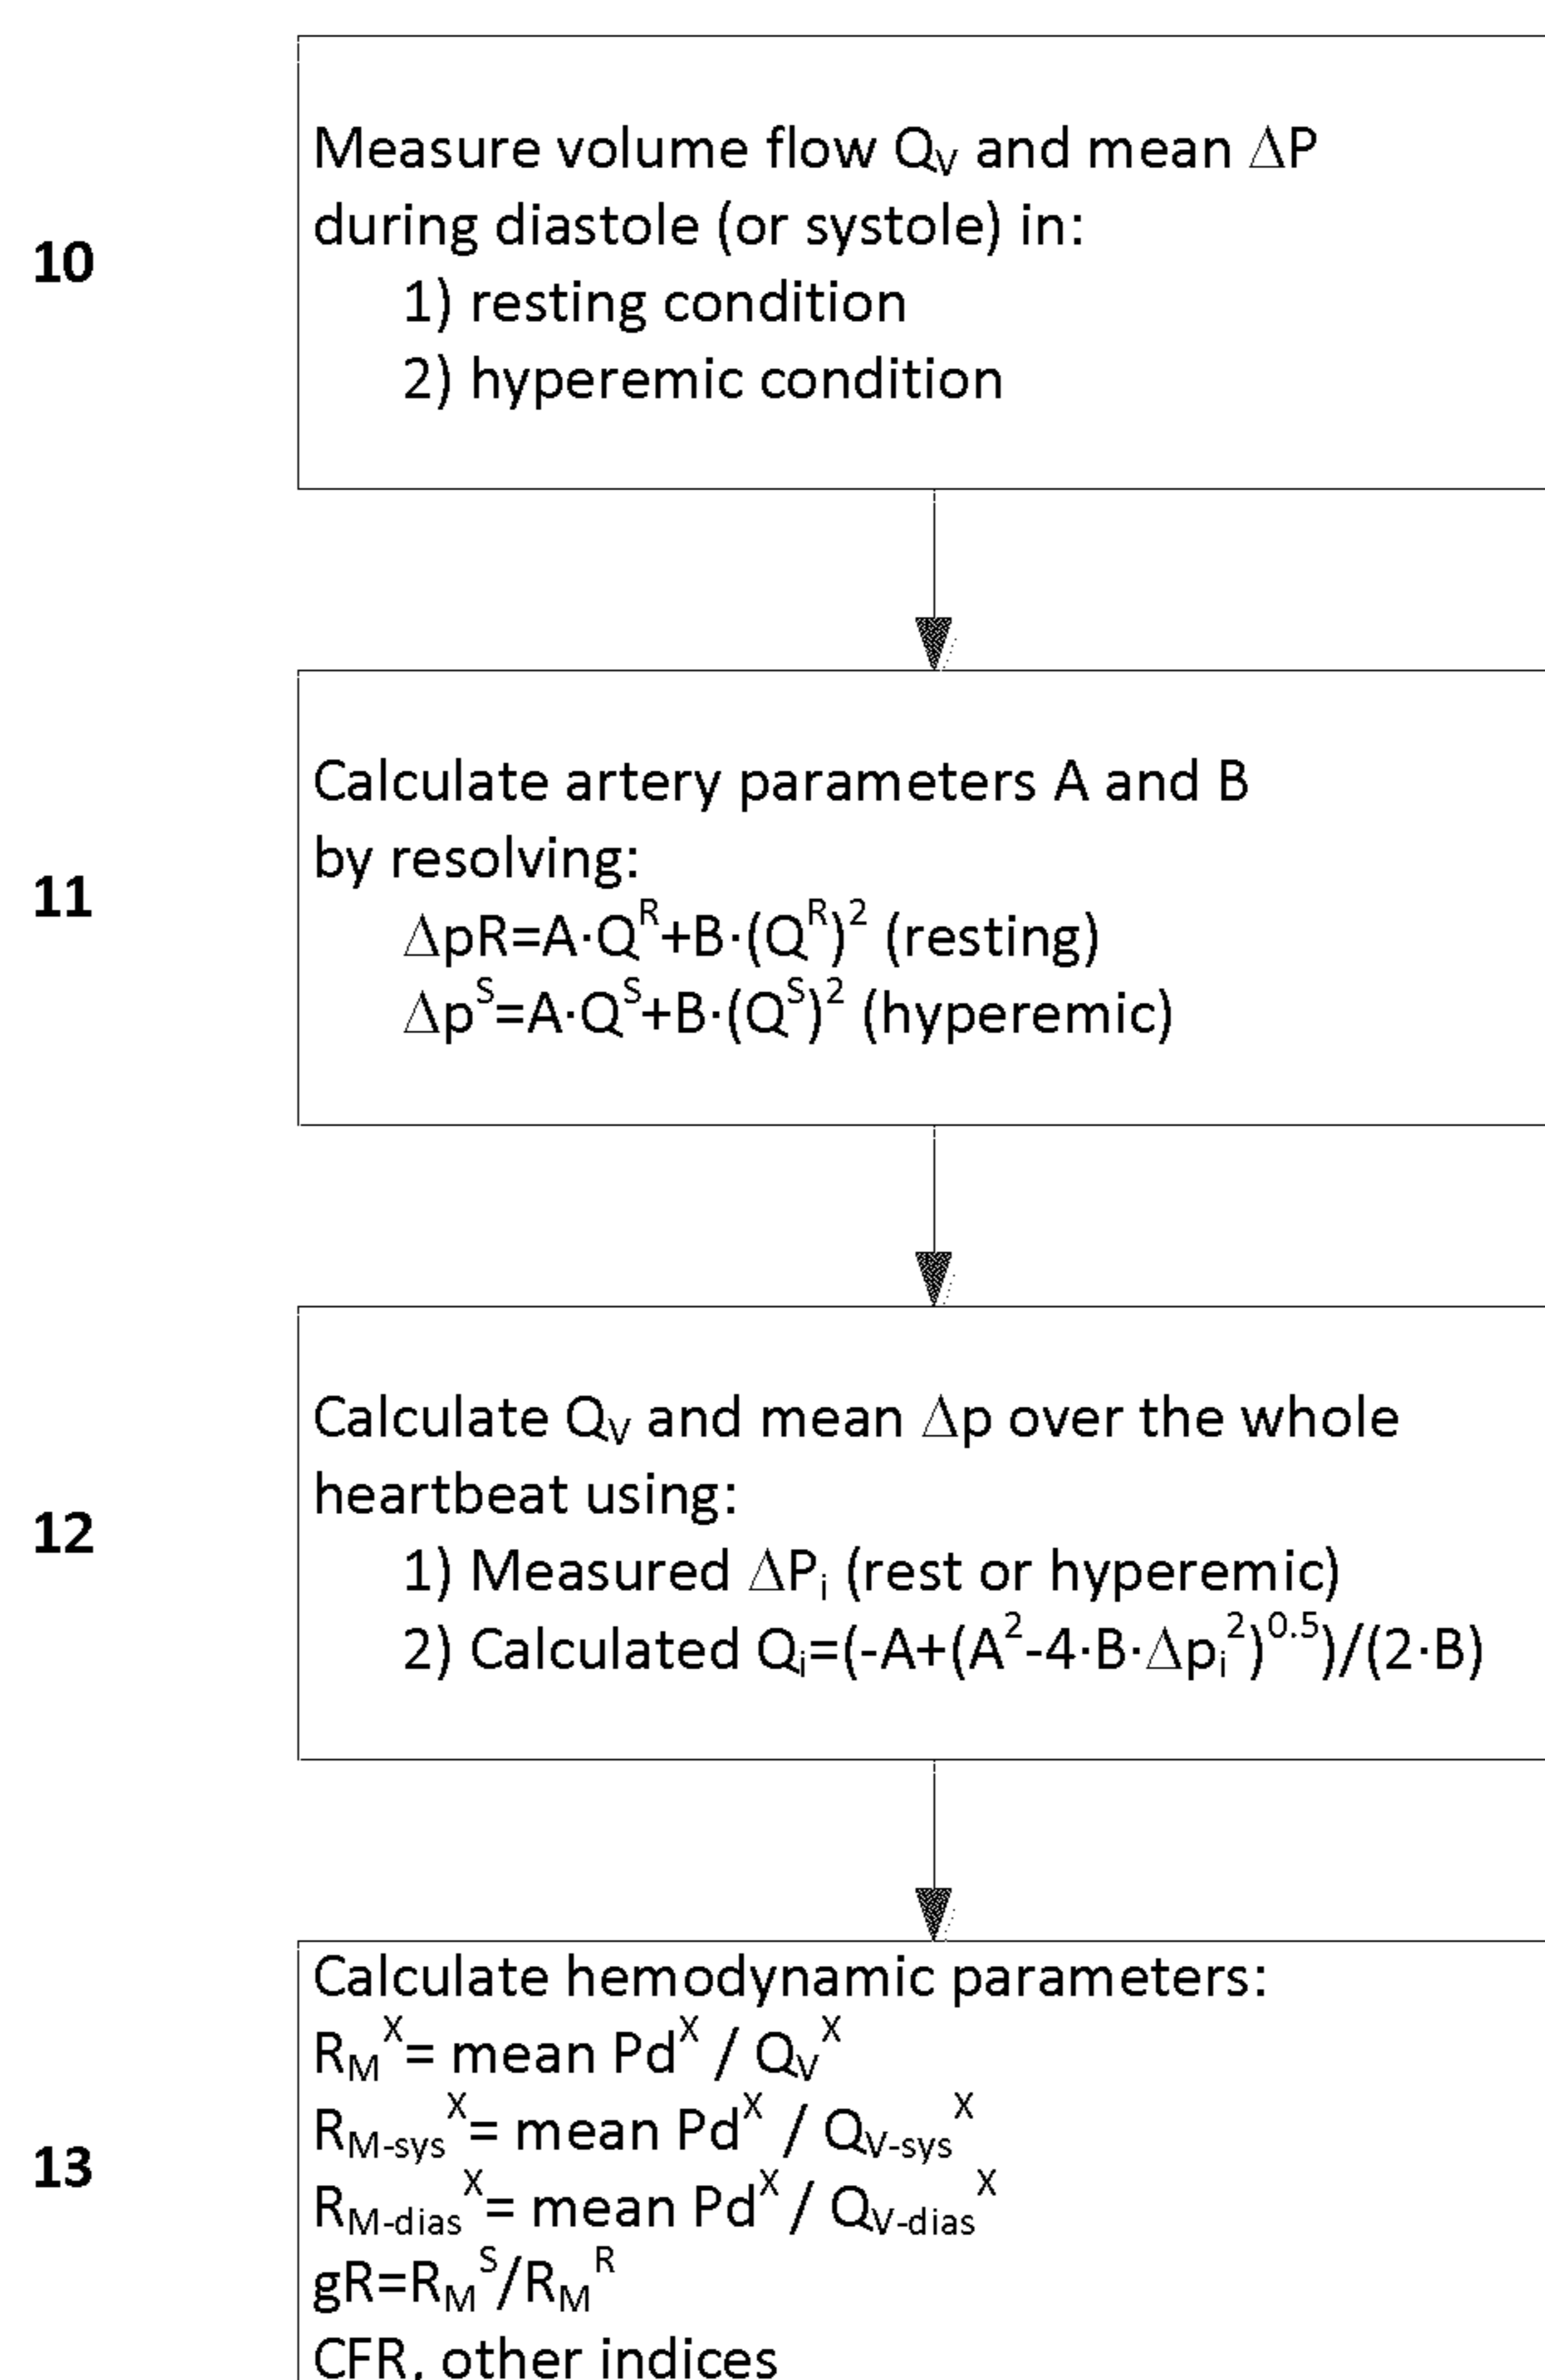 10
Measure volume flow Q_V and mean ΔP
during diastole (or systole) in:
1) resting condition
2) hyperemic condition
11
Calculate artery parameters A and B
by resolving:
ΔpR=A·Q^R+B·(Q^R)^2 (resting)
Δp^S=A·Q^S+B·(Q^S)^2 (hyperemic)
12
Calculate Q_V and mean Δp over the whole
heartbeat using:
1) Measured ΔP_i (rest or hyperemic)
2) Calculated Q_i=(-A+(A^2-4·B·Δp_i^2)^0.5)/(2·B)
13
Calculate hemodynamic parameters:
R_M^X= mean Pd^X / Q_V^X
R_M-sys^X= mean Pd^X / Q_V-sys^X
R_M-dias^X= mean Pd^X / Q_V-dias^X
gR=R_M^S/R_M^R
CFR, other indices